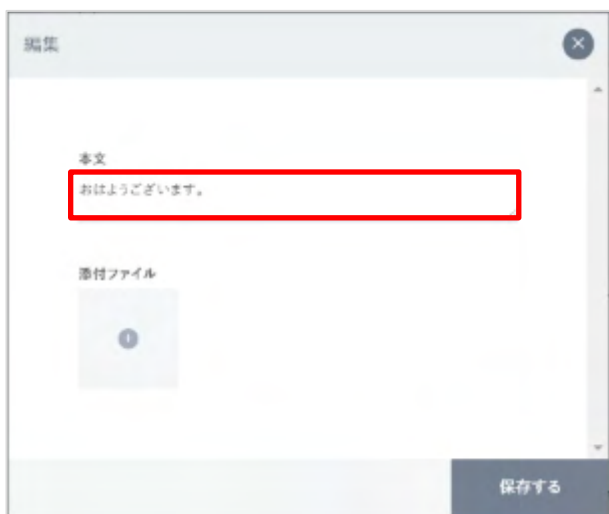 編集
本文
おはようございます。
添付ファイル
保存する